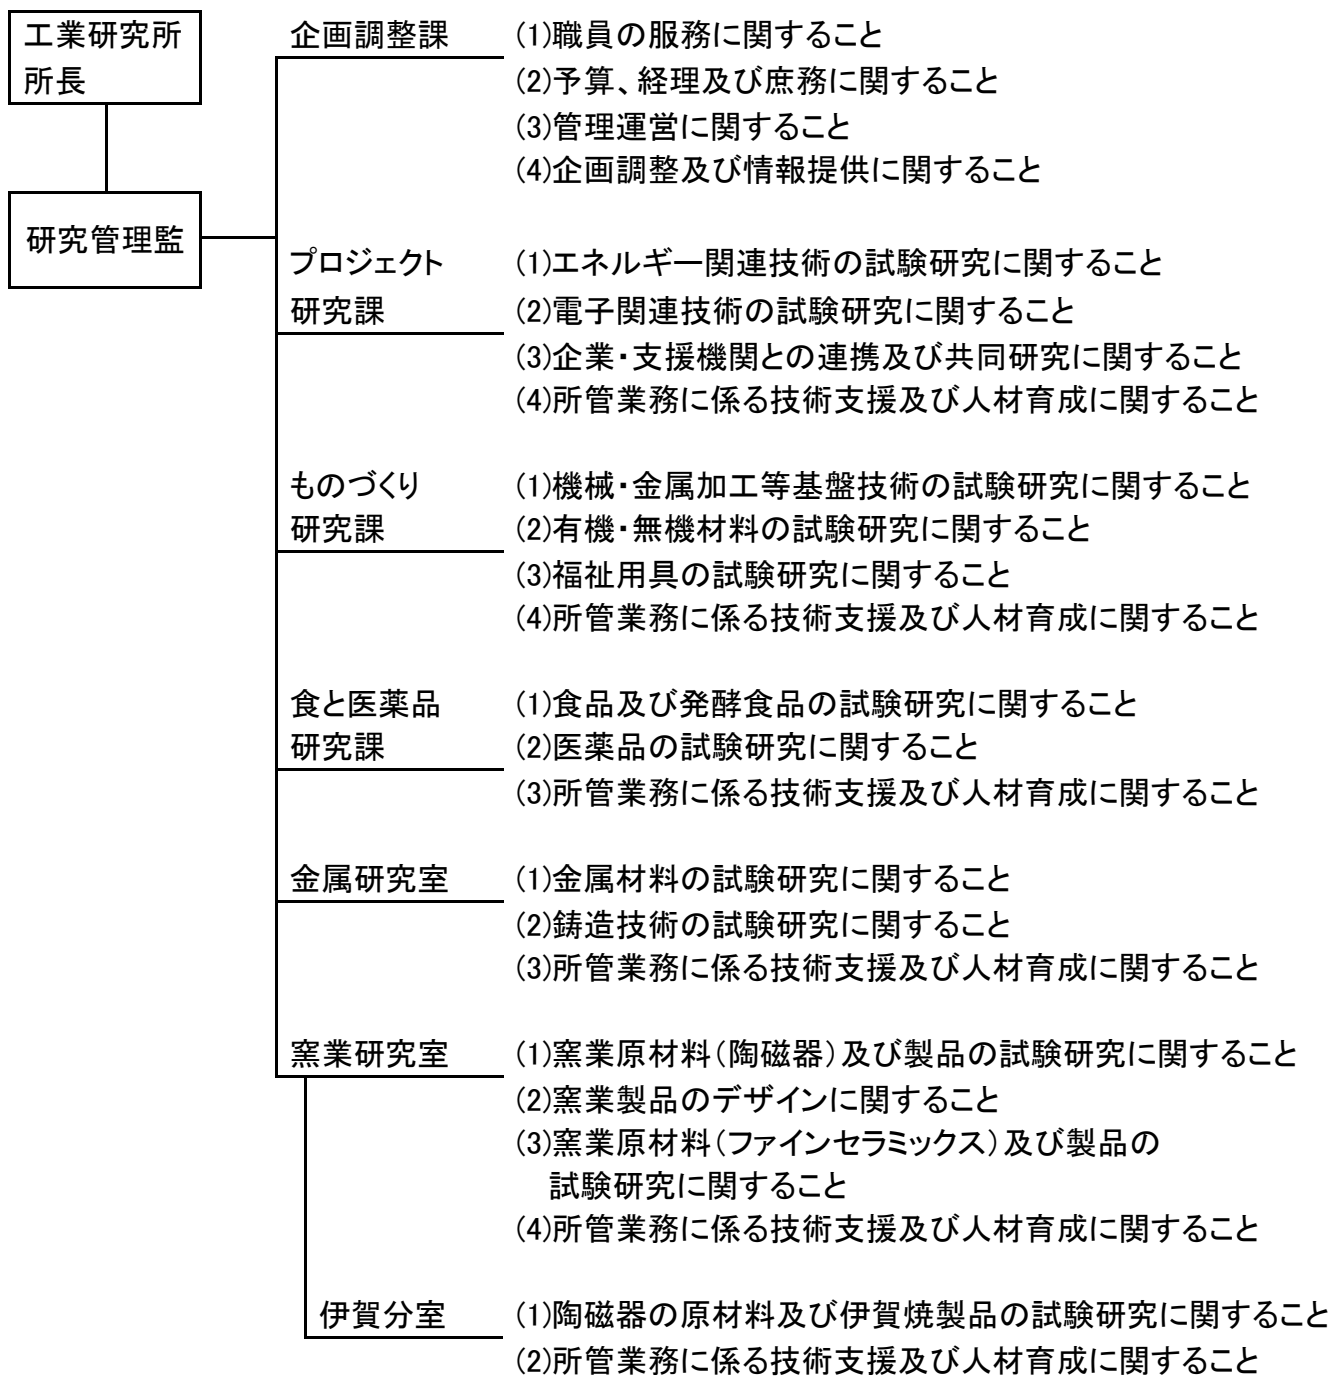 工業研究所
所長
研究管理監
企画調整課
(1)職員の服務に関すること
(2)予算、経理及び庶務に関すること
(3)管理運営に関すること
(4)企画調整及び情報提供に関すること
プロジェクト
研究課
(1)エネルギー関連技術の試験研究に関すること
(2)電子関連技術の試験研究に関すること
(3)企業・支援機関との連携及び共同研究に関すること
(4)所管業務に係る技術支援及び人材育成に関すること
ものづくり
研究課
(1)機械・金属加工等基盤技術の試験研究に関すること
(2)有機・無機材料の試験研究に関すること
(3)福祉用具の試験研究に関すること
(4)所管業務に係る技術支援及び人材育成に関すること
食と医薬品
研究課
(1)食品及び発酵食品の試験研究に関すること
(2)医薬品の試験研究に関すること
(3)所管業務に係る技術支援及び人材育成に関すること
金属研究室
(1)金属材料の試験研究に関すること
(2)鋳造技術の試験研究に関すること
(3)所管業務に係る技術支援及び人材育成に関すること
窯業研究室
(1)窯業原材料(陶磁器)及び製品の試験研究に関すること
(2)窯業製品のデザインに関すること
(3)窯業原材料(ファインセラミックス)及び製品の
試験研究に関すること
(4)所管業務に係る技術支援及び人材育成に関すること
伊賀分室
(1)陶磁器の原材料及び伊賀焼製品の試験研究に関すること
(2)所管業務に係る技術支援及び人材育成に関すること